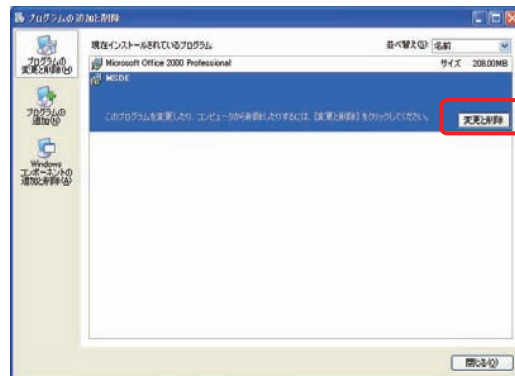 プログラムの追加と削除
プログラムの
変更と削除(H)
プログラムの
追加(N)
Windows
コンポーネントの
追加と削除(A)
現在インストールされているプログラム:
並べ替え(S): 名前
Microsoft Office 2000 Professional
サイズ 208.00MB
MSDE
このプログラムを変更したり、コンピュータから削除したりするには、[変更と削除] をクリックしてください。
変更と削除
閉じる(O)